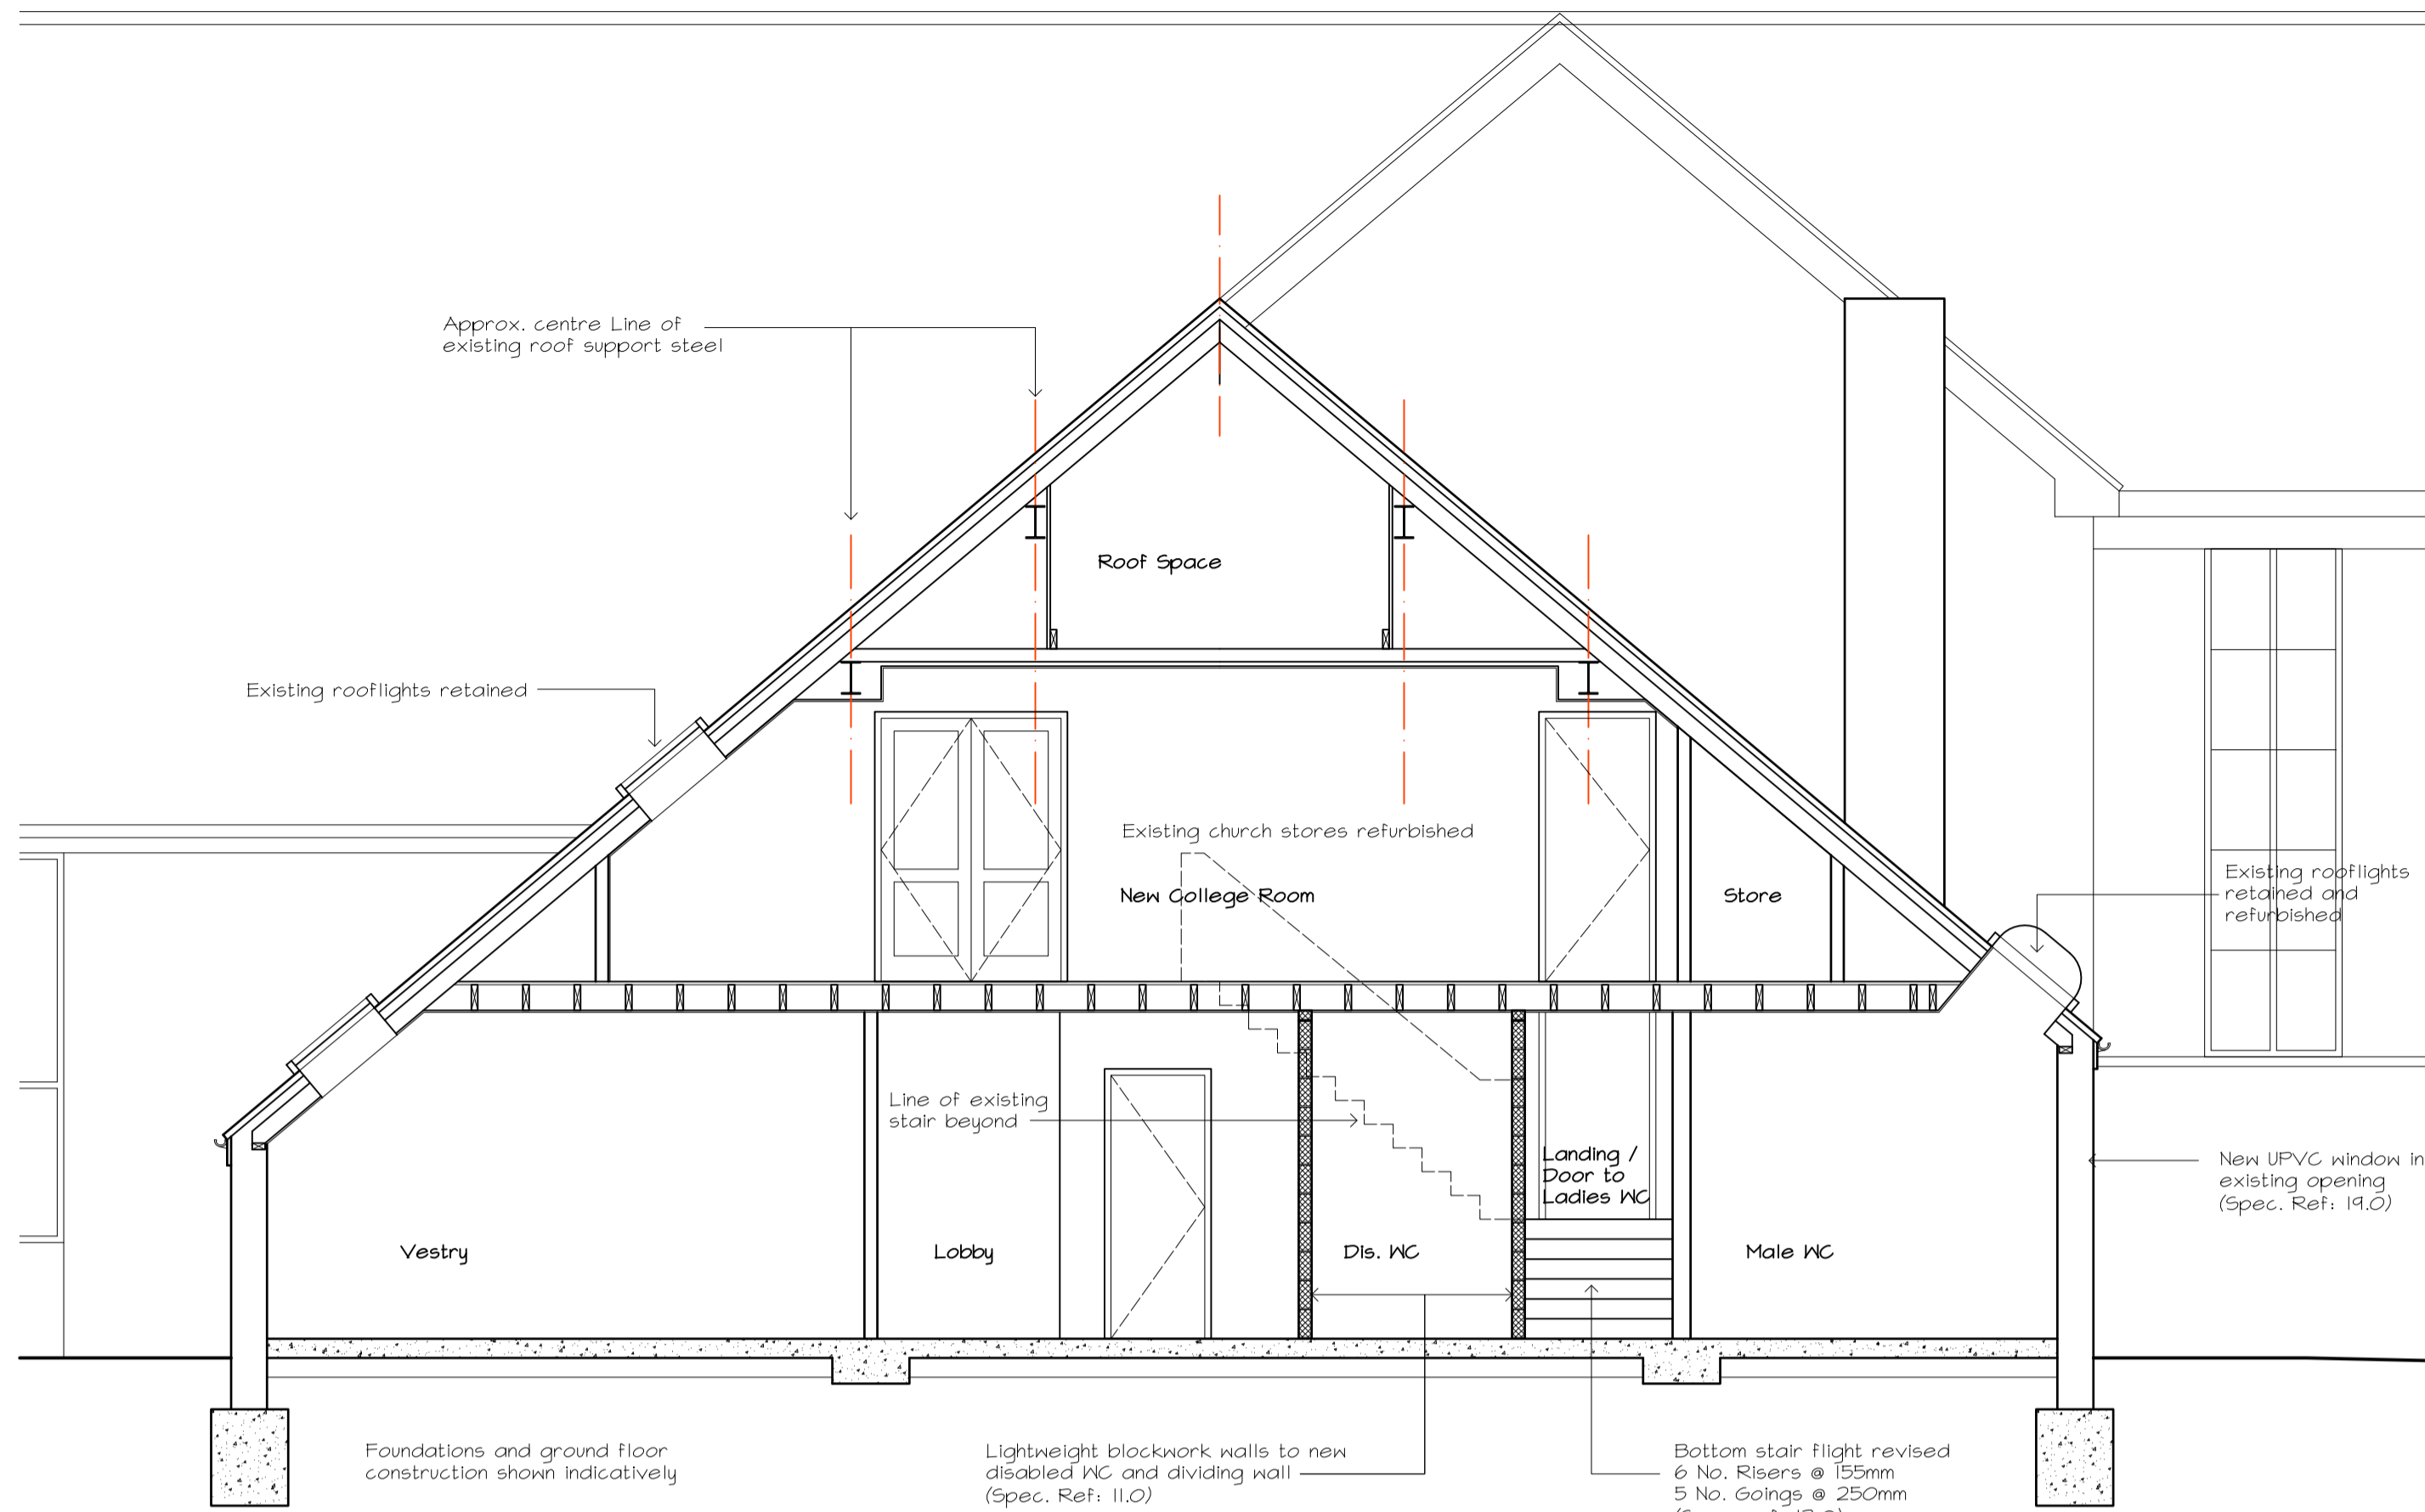 Approx. centre Line of
existing roof support steel
Roof Space
Existing rooflights retained
Existing church stores refurbished
New College Room
Store
Existing rooflights
retained and
refurbished
Line of existing
stair beyond
Landing /
Door to
Ladies WC
New UPVC window in
existing opening
(Spec. Ref: 19.0)
Vestry
Lobby
Dis. WC
Male WC
Foundations and ground floor
construction shown indicatively
Lightweight blockwork walls to new
disabled WC and dividing wall
(Spec. Ref: 11.0)
Bottom stair flight revised
6 No. Risers @ 155mm
5 No. Goings @ 250mm